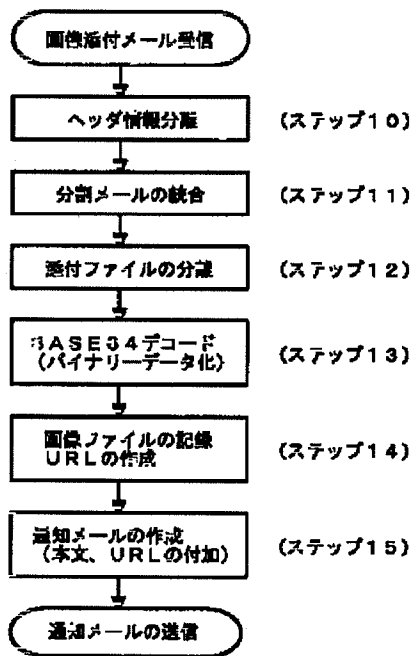 画像添付メール受信
ヘッダ情報分離 (ステップ10)
分割メールの統合 (ステップ11)
添付ファイルの分離 (ステップ12)
BASE64デコード
(バイナリーデータ化) (ステップ13)
画像ファイルの記録
URLの作成 (ステップ14)
通知メールの作成
(本文、URLの付加) (ステップ15)
通知メールの送信